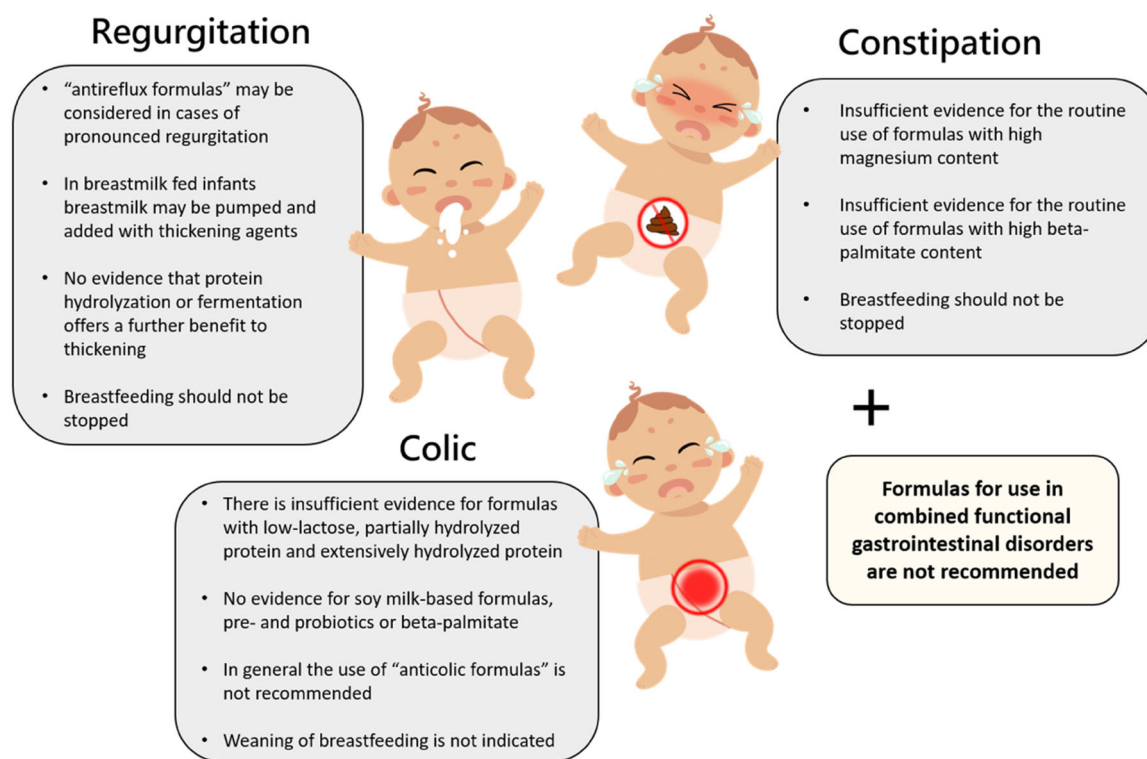 Regurgitation
• “antireflux formulas” may be
considered in cases of
pronounced regurgitation
• In breastmilk fed infants
breastmilk may be pumped and
added with thickening agents
• No evidence that protein
hydrolyzation or fermentation
offers a further benefit to
thickening
• Breastfeeding should not be
stopped
Constipation
• Insufficient evidence for the routine
use of formulas with high
magnesium content
• Insufficient evidence for the routine
use of formulas with high beta-
palmitate content
• Breastfeeding should not be
stopped
Colic
• There is insufficient evidence for formulas
with low-lactose, partially hydrolyzed
protein and extensively hydrolyzed protein
• No evidence for soy milk-based formulas,
pre- and probiotics or beta-palmitate
• In general the use of “anticolic formulas” is
not recommended
• Weaning of breastfeeding is not indicated
+
Formulas for use in
combined functional
gastrointestinal disorders
are not recommended